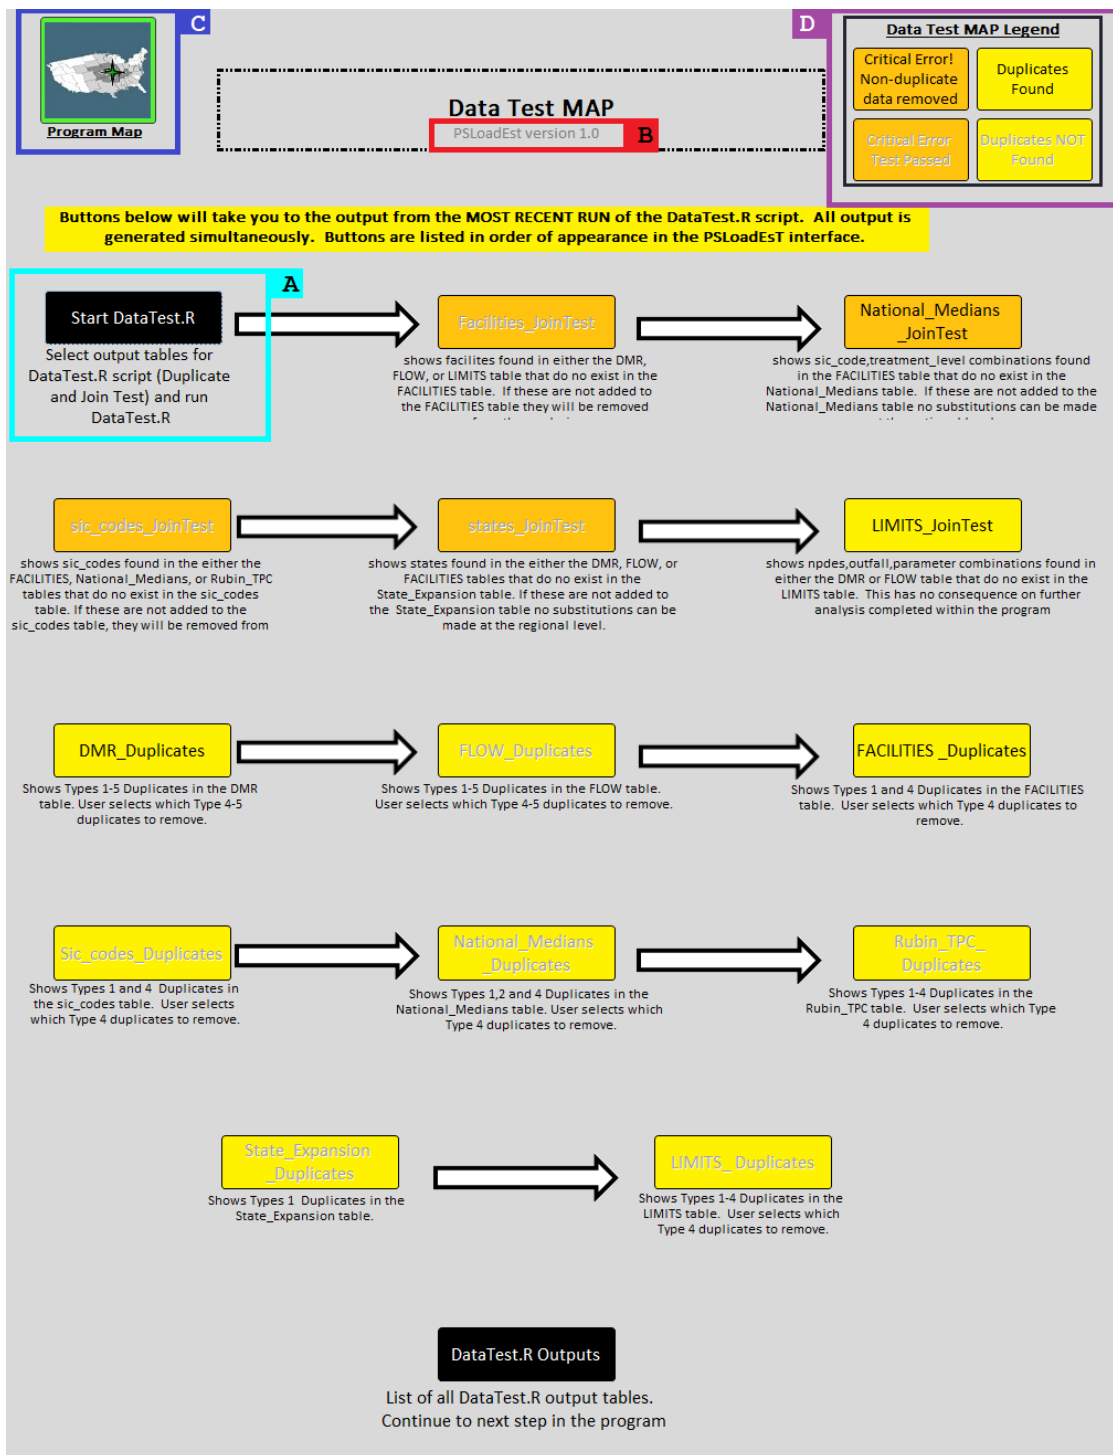 C
D
Program Map
Data Test MAP
PSLoadEst version 1.0
B
Data Test MAP Legend
Critical Error!
Non-duplicate
data removed
Duplicates
Found
Critical Error
Test Passed
Duplicates NOT
Found
Buttons below will take you to the output from the MOST RECENT RUN of the DataTest.R script.  All output is
generated simultaneously.  Buttons are listed in order of appearance in the PSLoadEsT interface.
A
Start DataTest.R
Select output tables for
DataTest.R script (Duplicate
and Join Test) and run
DataTest.R
Facilities_JoinTest
shows facilites found in either the DMR,
FLOW, or LIMITS table that do no exist in the
FACILITIES table.  If these are not added to
the FACILITIES table they will be removed
National_Medians
_JoinTest
shows sic_code,treatment_level combinations found
in the FACILITIES table that do no exist in the
National_Medians table.  If these are not added to the
National_Medians table no substitutions can be made
sic_codes_JoinTest
shows sic_codes found in the either the
FACILITIES, National_Medians, or Rubin_TPC
tables that do no exist in the sic_codes
table. If these are not added to the
sic_codes table, they will be removed from
states_JoinTest
shows states found in the either the DMR, FLOW, or
FACILITIES tables that do no exist in the
State_Expansion table. If these are not added to
the  State_Expansion table no substitutions can be
made at the regional level.
LIMITS_JoinTest
shows npdes,outfall,parameter combinations found in
either the DMR or FLOW table that do no exist in the
LIMITS table.  This has no consequence on further
analysis completed within the program
DMR_Duplicates
Shows Types 1-5 Duplicates in the DMR
table. User selects which Type 4-5
duplicates to remove.
FLOW_Duplicates
Shows Types 1-5 Duplicates in the FLOW table.
User selects which Type 4-5 duplicates to remove.
FACILITIES _Duplicates
Shows Types 1 and 4 Duplicates in the FACILITIES
table.  User selects which Type 4 duplicates to
remove.
Sic_codes_Duplicates
Shows Types 1 and 4  Duplicates in
the sic_codes table.  User selects
which Type 4 duplicates to remove.
National_Medians
_Duplicates
Shows Types 1,2 and 4 Duplicates in the
National_Medians table. User selects which
Type 4 duplicates to remove.
Rubin_TPC_
Duplicates
Shows Types 1-4 Duplicates in the
Rubin_TPC table.  User selects which Type
4 duplicates to remove.
State_Expansion
_Duplicates
Shows Types 1  Duplicates in the
State_Expansion table.
LIMITS_ Duplicates
Shows Types 1-4 Duplicates in the
LIMITS table.  User selects which
Type 4 duplicates to remove.
DataTest.R Outputs
List of all DataTest.R output tables.
Continue to next step in the program